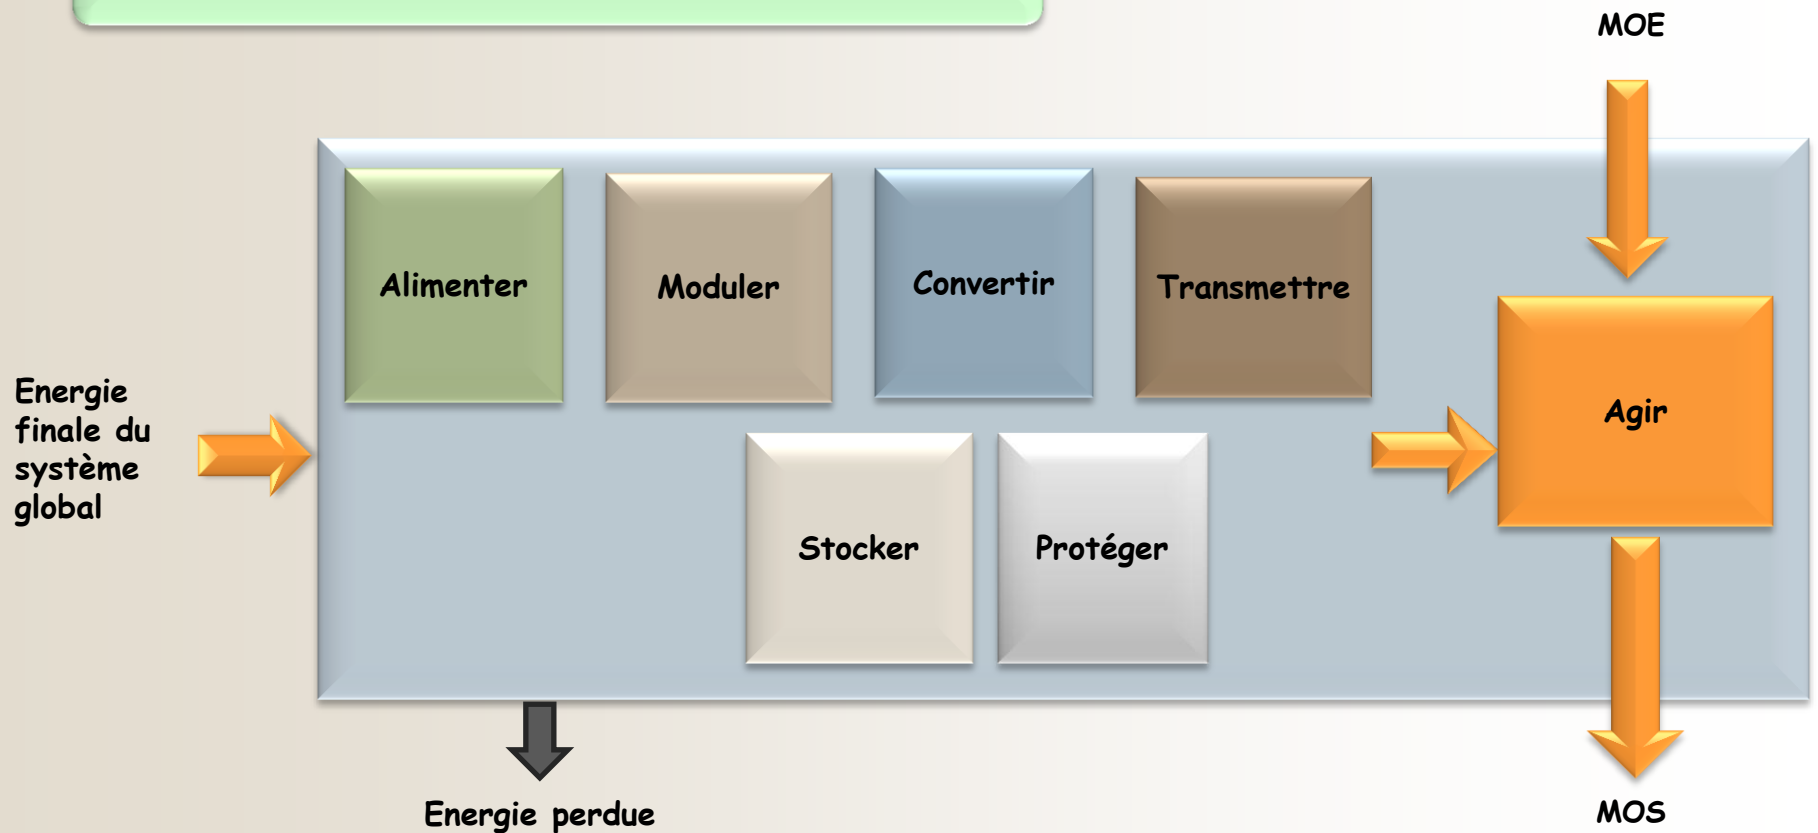 MOE
Alimenter
Moduler
Convertir
Transmettre
Energie
finale du
système
global
Agir
Stocker
Protéger
Energie perdue
MOS